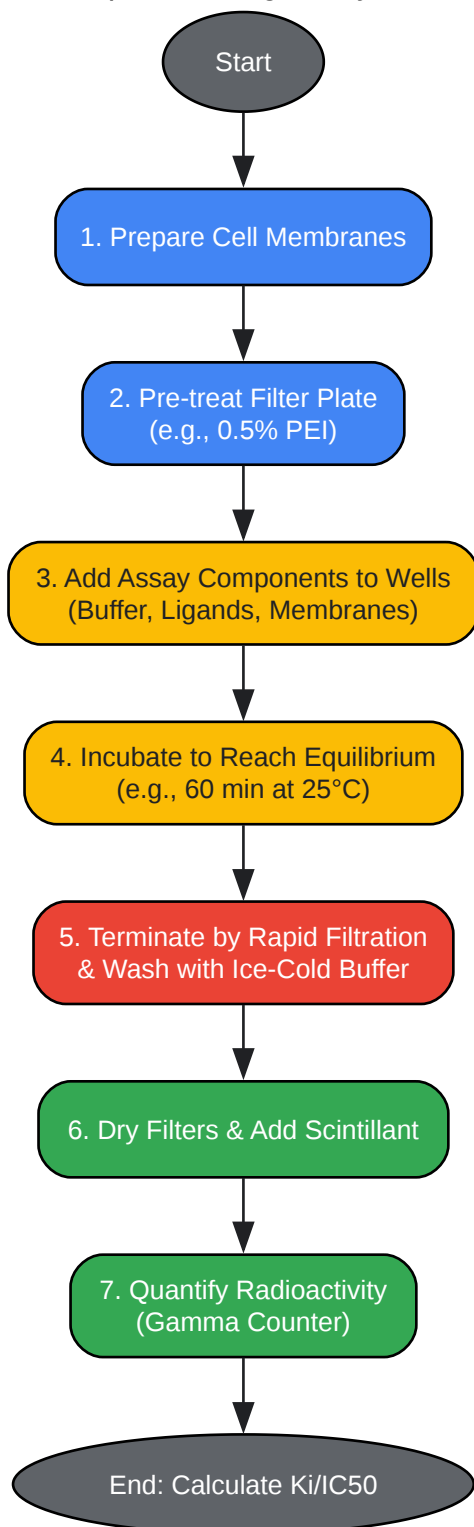 Start
1. Prepare Cell Membranes
2. Pre-treat Filter Plate
(e.g., 0.5% PEI)
3. Add Assay Components to Wells
(Buffer, Ligands, Membranes)
4. Incubate to Reach Equilibrium
(e.g., 60 min at 25°C)
5. Terminate by Rapid Filtration
& Wash with Ice-Cold Buffer
6. Dry Filters & Add Scintillant
7. Quantify Radioactivity
(Gamma Counter)
End: Calculate Ki/IC50